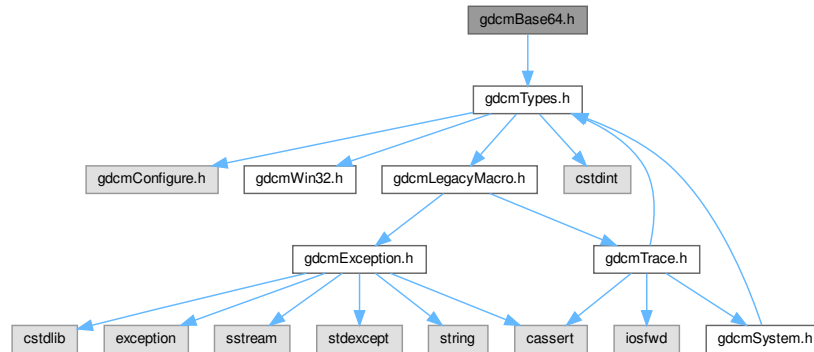 gdcmBase64.h
gdcmTypes.h
gdcmConfigure.h
gdcmWin32.h
gdcmLegacyMacro.h
cstdint
gdcmException.h
gdcmTrace.h
cstdlib
exception
sstream
stdexcept
string
cassert
iosfwd
gdcmSystem.h